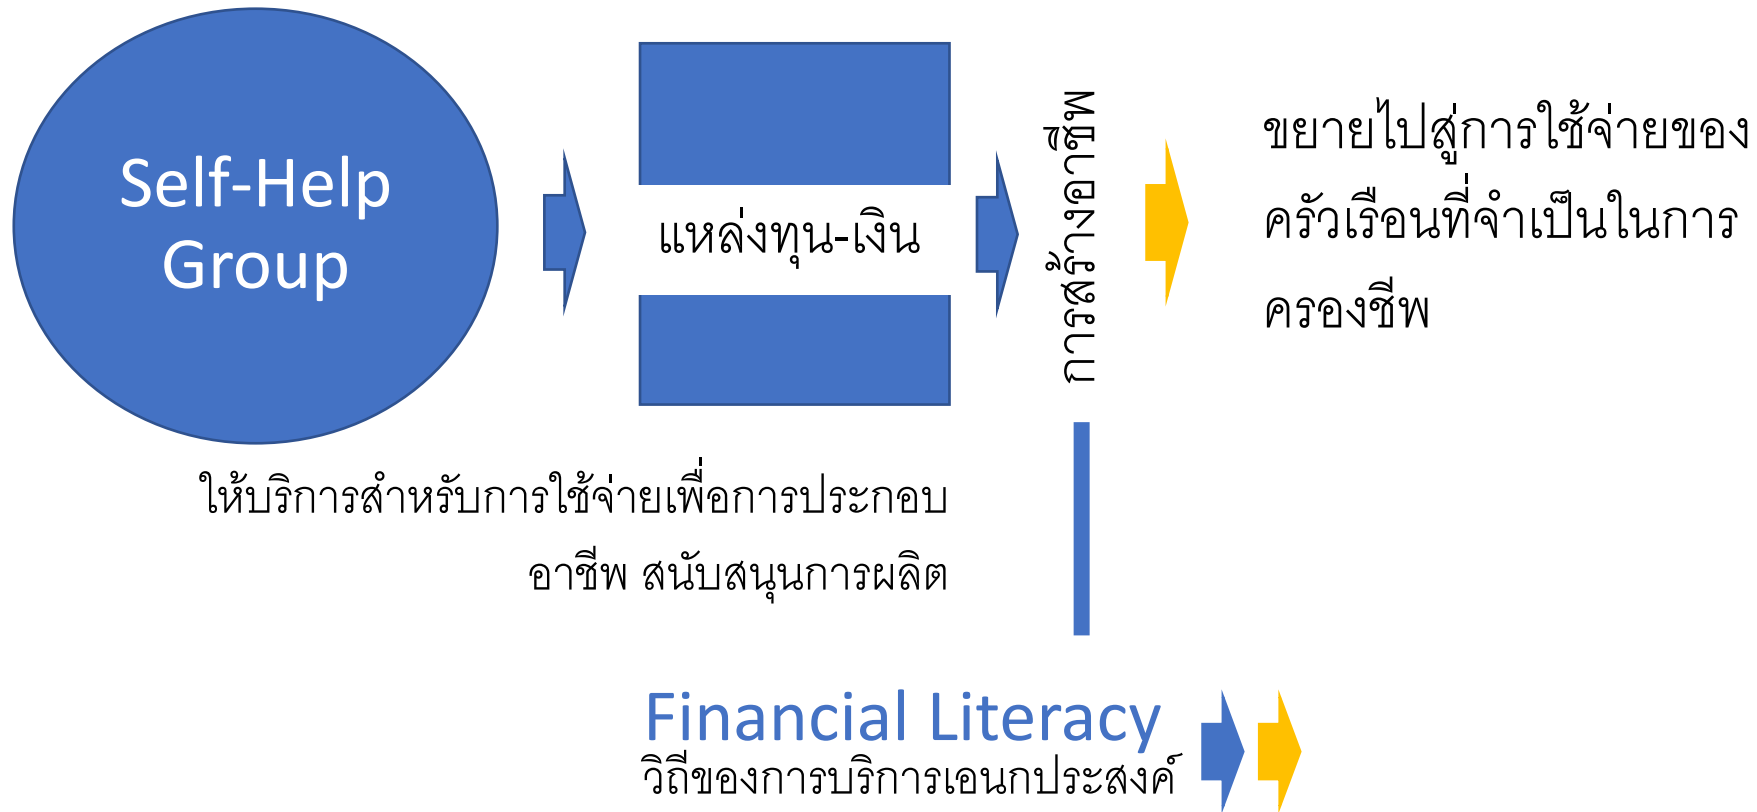 Self-Help
Group
แหล่งทุน-เงิน
การสร้างอาชีพ
ขยายไปสู่การใช้จ่ายของ
ครัวเรือนที่จำเป็นในการ
ครองชีพ
ให้บริการสำหรับการใช้จ่ายเพื่อการประกอบ
อาชีพ สนับสนุนการผลิต
Financial Literacy
วิถีของการบริการเอนกประสงค์